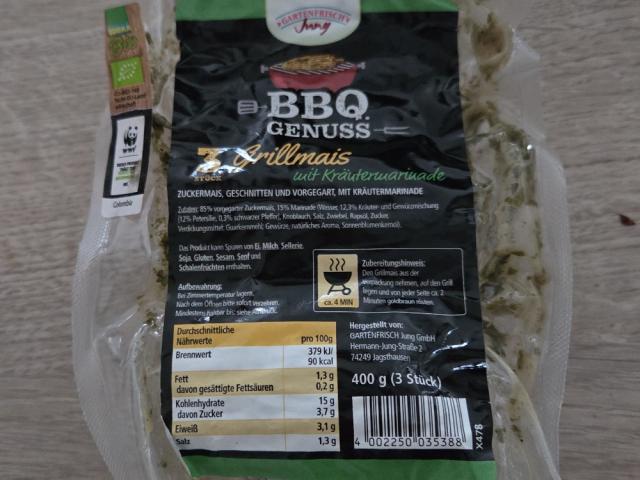 GARTENFRISCH
Jung
BBQ
GENUSS
3
STÜCK
Grillmais
mit Kräutermarinade
ZUCKERMAIS, GESCHNITTEN UND VORGEGART, MIT KRÄUTERMARINADE
Zutaten: 85% vorgegarter Zuckermais, 15% Marinade (Wasser, 12,3% Kräuter- und Gewürzmischung
(12% Petersilie, 0,3% schwarzer Pfeffer), Knoblauch, Salz, Zwiebel, Rapsöl, Zucker,
Verdickungsmittel: Guarkernmehl; Gewürze, natürliches Aroma, Sonnenblumenkernöl).
Das Produkt kann Spuren von Ei, Milch, Sellerie,
Soja, Gluten, Sesam, Senf und
Schalenfrüchten enthalten.
Aufbewahrung:
Bei Zimmertemperatur lagern.
Nach dem Öffnen bitte sofort verzehren.
Mindestens haltbar bis: siehe
ca. 4 MIN
Zubereitungshinweis:
Den Grillmais aus der
Verpackung nehmen, auf den Grill
legen und von jeder Seite ca. 2
Minuten goldbraun rösten.
Durchschnittliche
Nährwerte pro 100g
Brennwert 379 kJ/
90 kcal
Fett 1,3 g
davon gesättigte Fettsäuren 0,2 g
Kohlenhydrate 15 g
davon Zucker 3,7 g
Eiweiß 3,1 g
Salz 1,3 g
Hergestellt von:
GARTENFRISCH Jung GmbH
Hermann-Jung-Straße 2
74249 Jagsthausen
400 g (3 Stück)
4 002250 035388
X478
Bio
WWF
Colombia